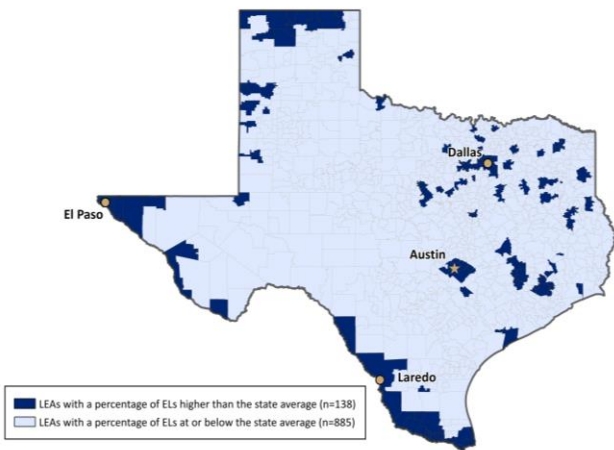 Dallas
El Paso
Austin
Laredo
LEAs with a percentage of ELs higher than the state average (n=138)
LEAs with a percentage of ELs at or below the state average (n=885)